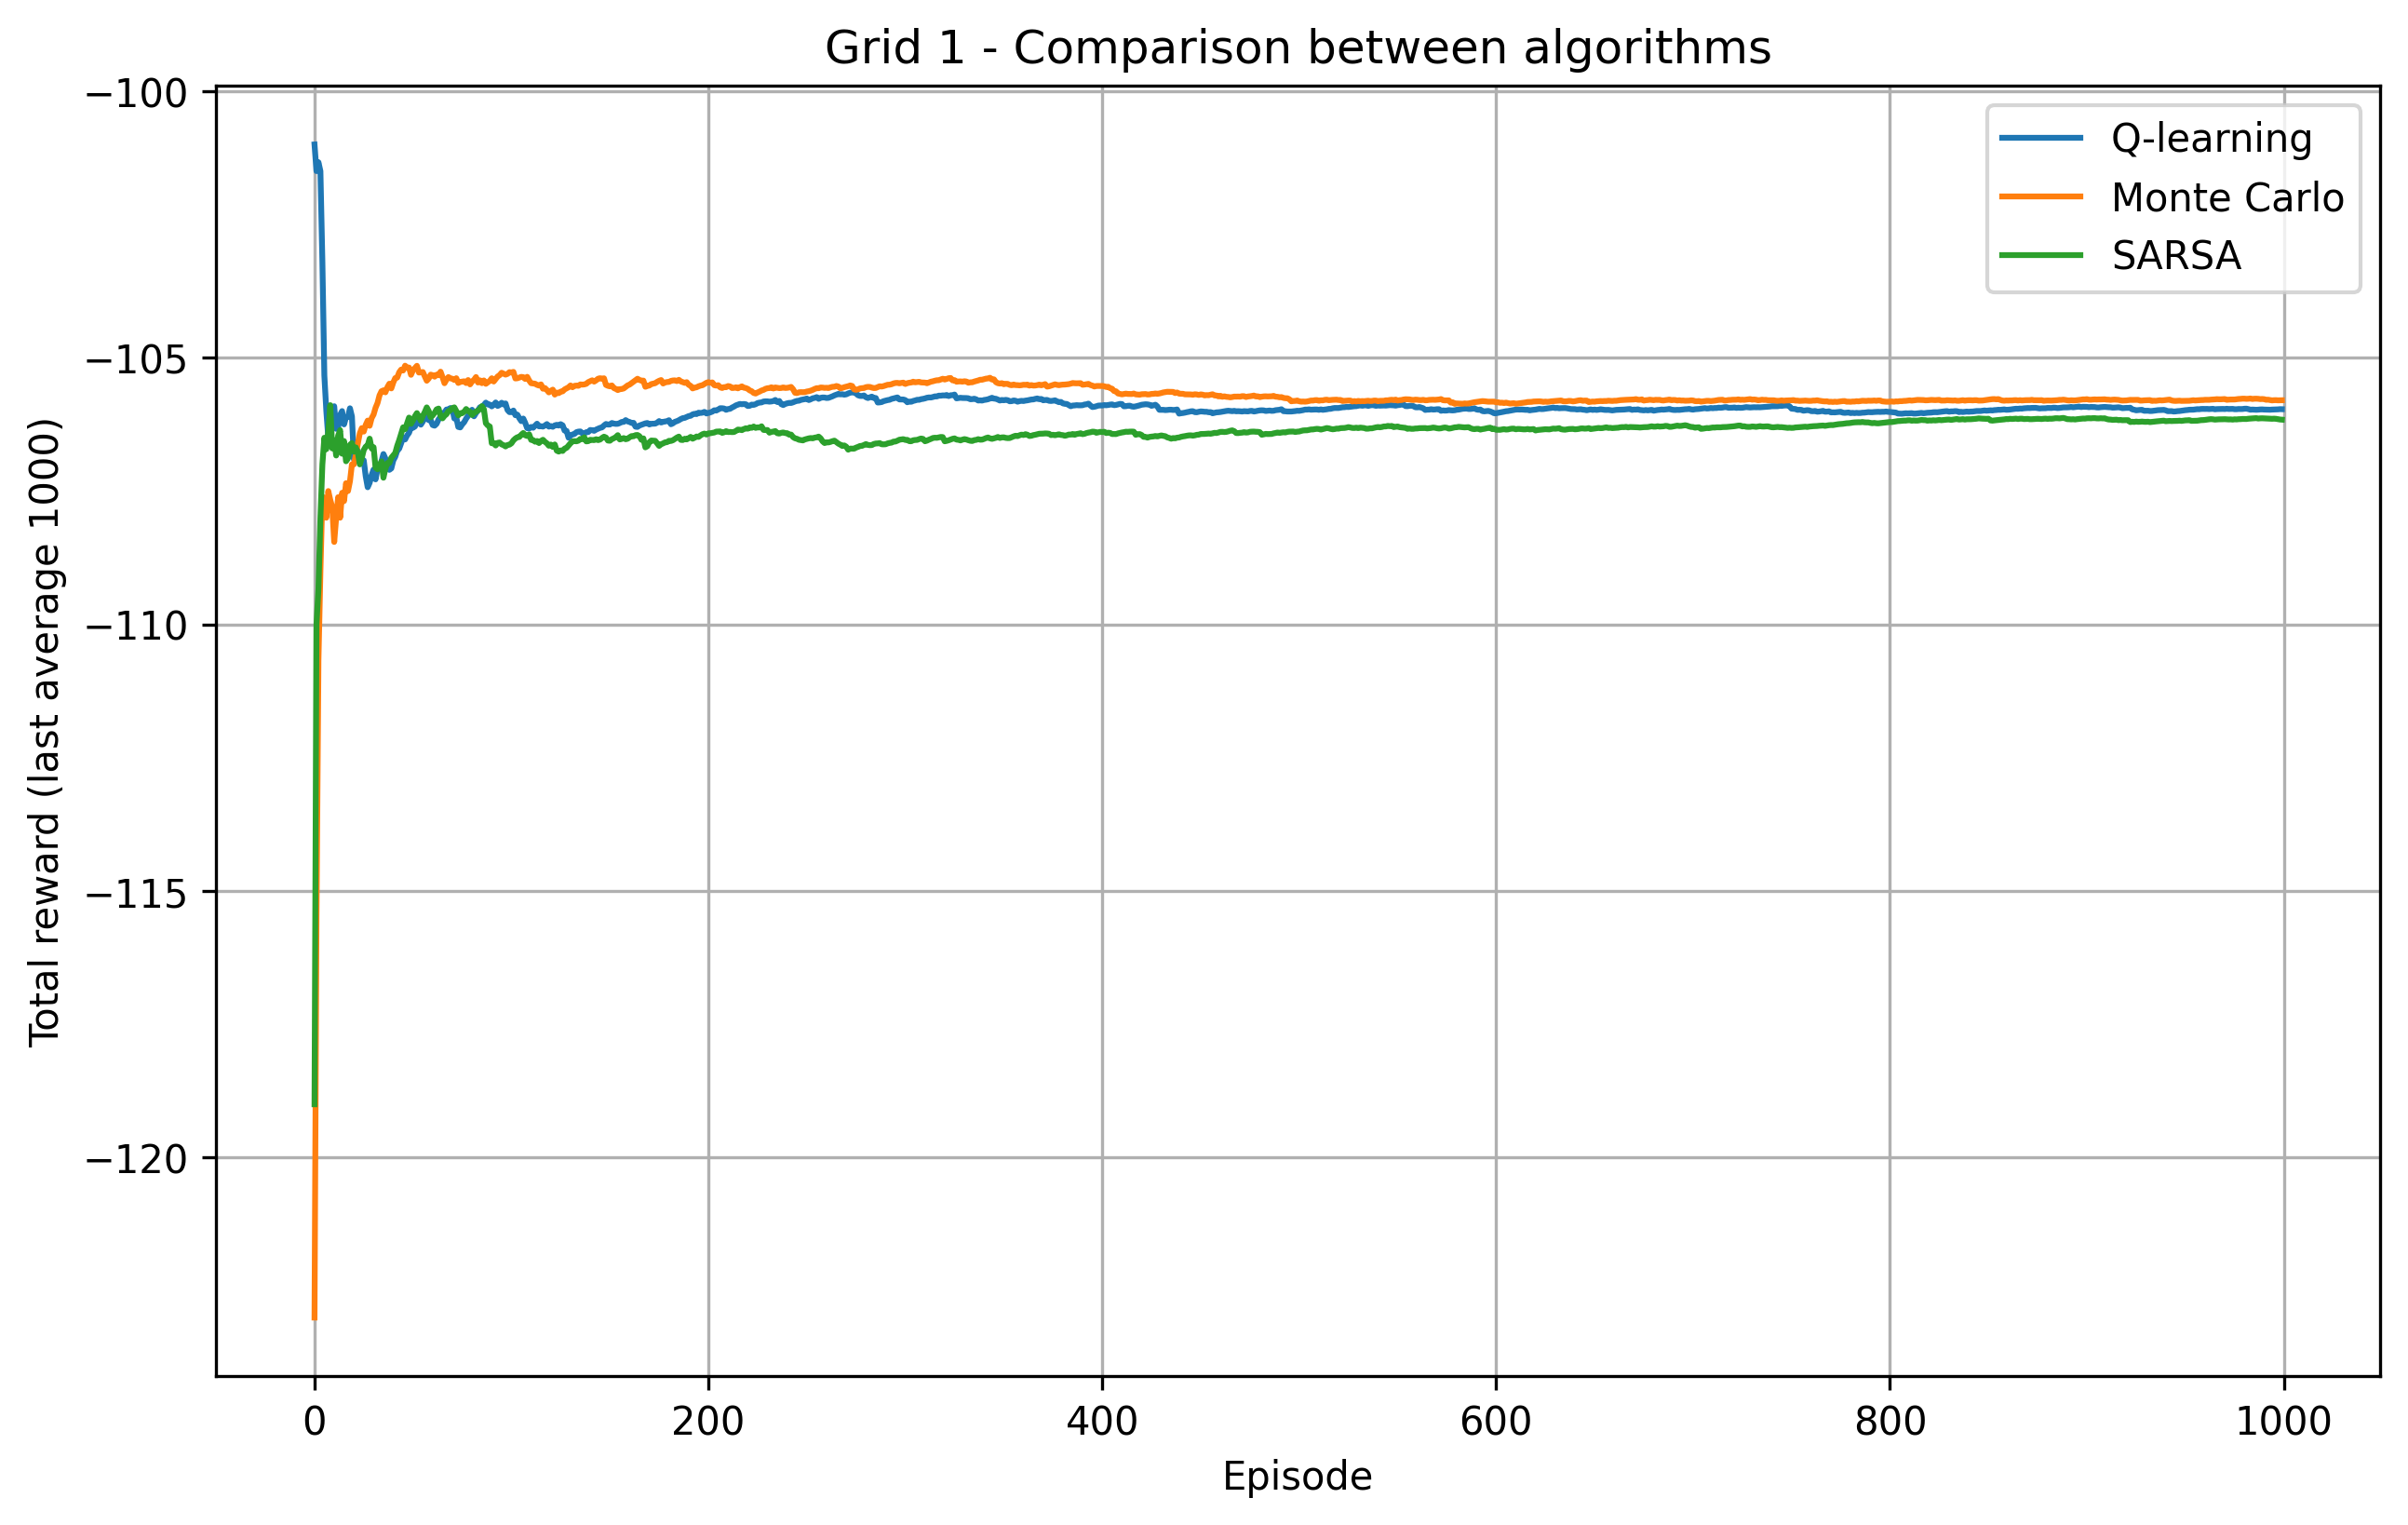 Grid 1 - Comparison between algorithms
−100
−105
−110
−115
−120
Total reward (last average 1000)
Q-learning
Monte Carlo
SARSA
0 200 400 600 800 1000
Episode